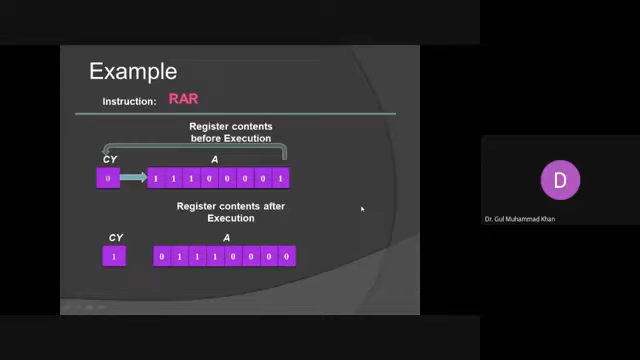 Example
Instruction: RAR
Register contents
before Execution
CY A
0 1 1 1 0 0 0 0 1
Register contents after
Execution
CY A
1 0 1 1 1 0 0 0 0
D
Dr. Gul Muhammad Khan